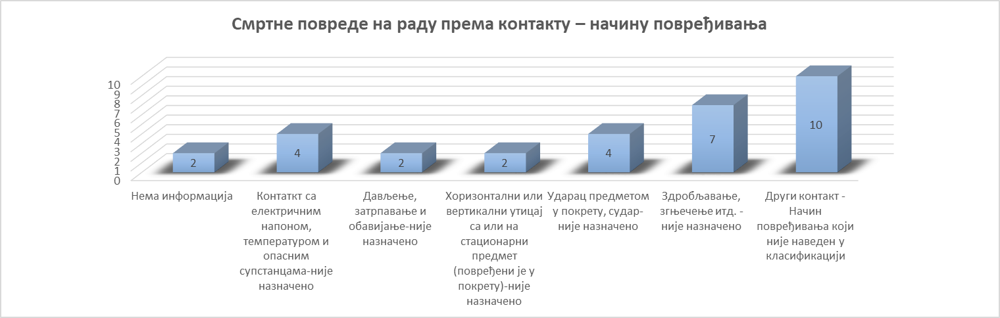 Смртне повреде на раду према контакту – начину повређивања
10
9
8
7
6
5
4
3
2
1
0
2
4
2
2
4
7
10
Нема информација
Контаткт са
електричним
напоном,
температуром и
опасним
супстанцама-није
назначено
Дављење,
затрпавање и
обавијање-није
назначено
Хоризонтални или
вертикални утицај
са или на
стационарни
предмет
(повређени је у
покрету)-није
назначено
Ударац предметом
у покрету, судар-
није назначено
Здробљавање,
згњечење итд. -
није назначено
Други контакт -
Начин
повређивања који
није наведен у
класификацији